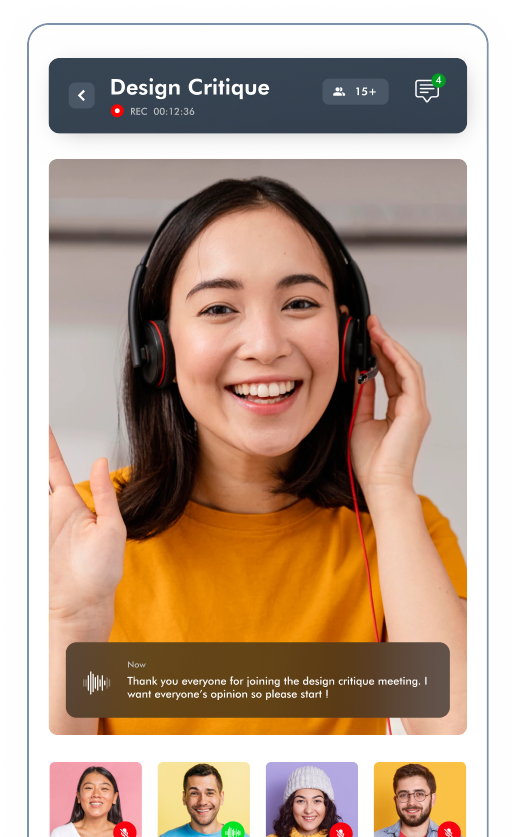 Design Critique
REC 00:12:36
15+
4
Now
Thank you everyone for joining the design critique meeting. I
want everyone's opinion so please start !